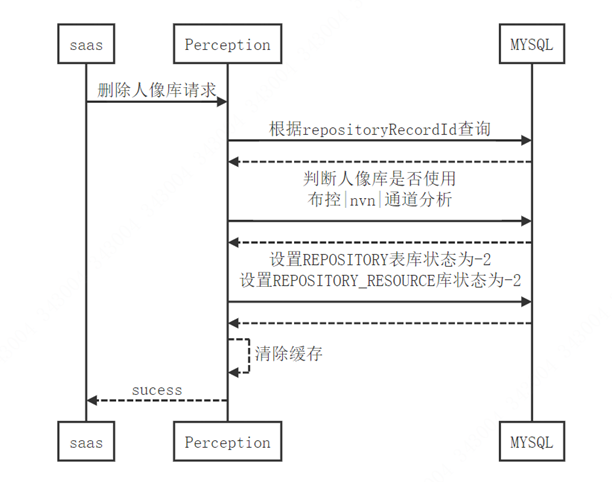 saas
Perception
MYSQL
删除人像库请求
根据repositoryRecordId查询
判断人像库是否使用
布控|nvn|通道分析
设置REPOSITORY表库状态为-2
设置REPOSITORY_RESOURCE库状态为-2
清除缓存
sucess
saas
Perception
MYSQL